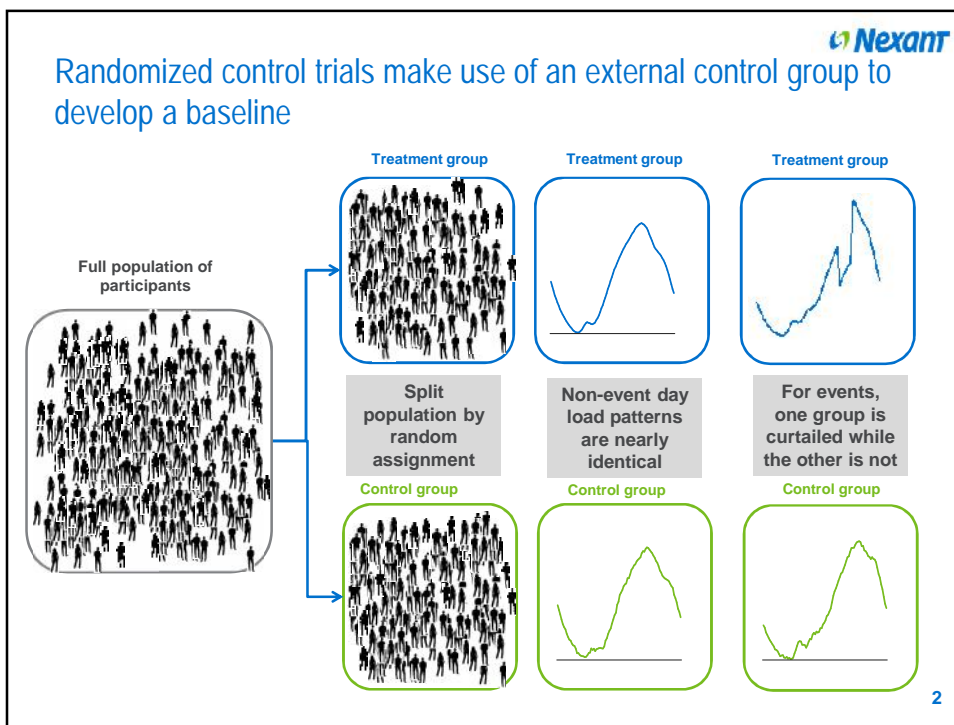 Nexant
Randomized control trials make use of an external control group to
develop a baseline
Full population of
participants
Treatment group
Treatment group
Treatment group
Split
population by
random
assignment
Non-event day
load patterns
are nearly
identical
For events,
one group is
curtailed while
the other is not
Control group
Control group
Control group
2